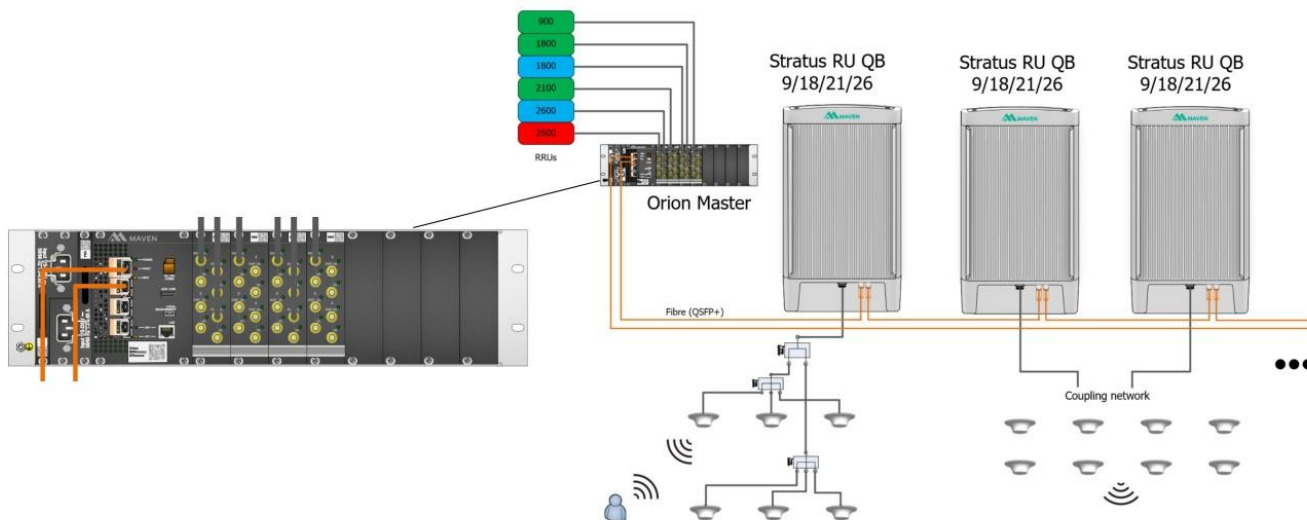 900
1800
1800
2100
2600
2600
RRUs
Orion Master
Stratus RU QB
9/18/21/26
Stratus RU QB
9/18/21/26
Stratus RU QB
9/18/21/26
MAVEN
MAVEN
MAVEN
MAVEN
Fibre (QSFP+)
Coupling network